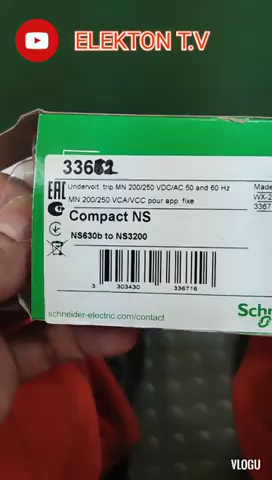 ELEKTON T.V
Undervolt. trip MN 200/250 VDC/AC 50 and 60 Hz
MN 200/250 VCA/VCC pour app fixe
Made
EAC
Compact NS
NS630b to NS3200
3 303430 336716
schneider-electric.com/contact
Schn
VLOGU